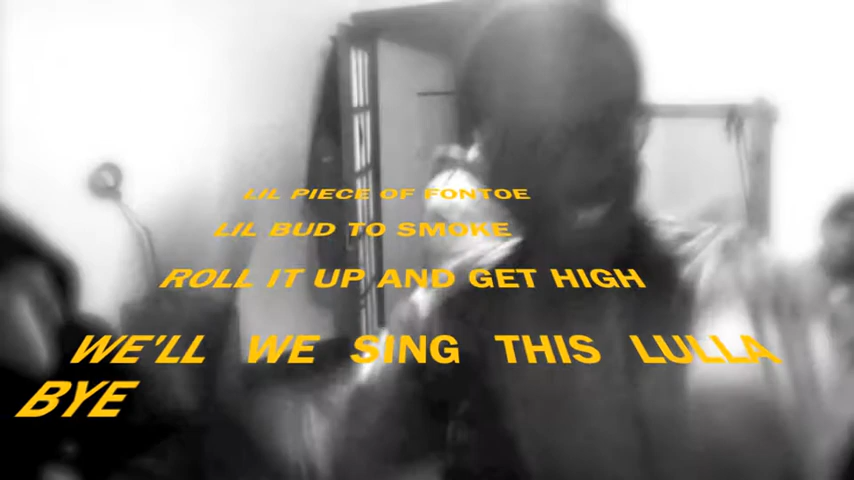 LIL PIECE OF FONTOE
LIL BUD TO SMOKE
ROLL IT UP AND GET HIGH
WE'LL WE SING THIS LULLA
BYE